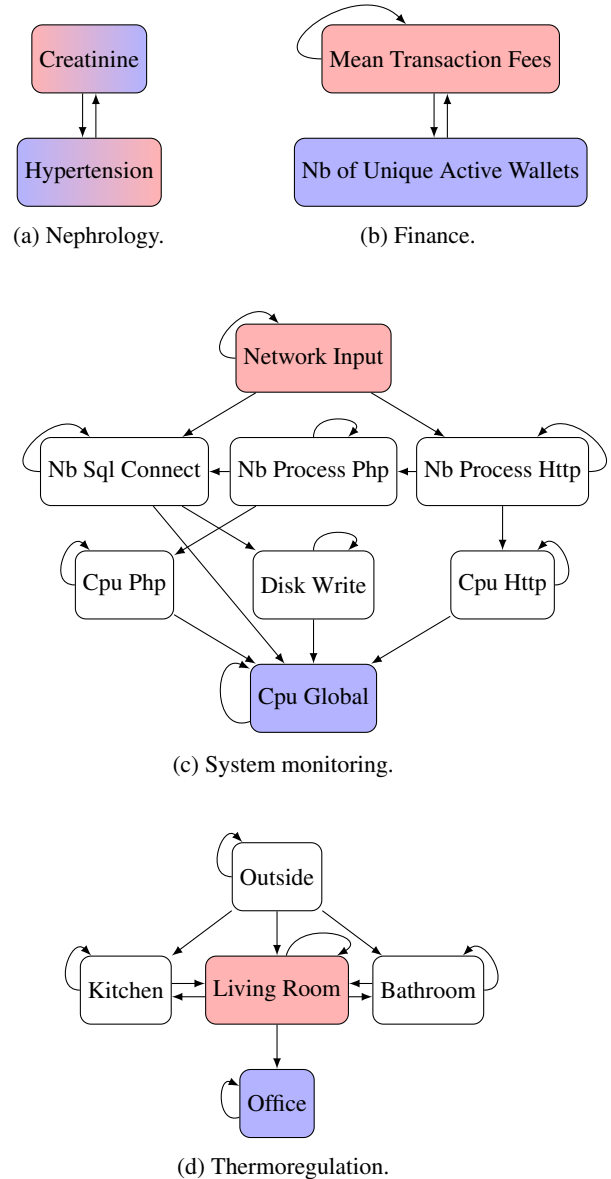 Creatinine
Hypertension
(a) Nephrology.
Mean Transaction Fees
Nb of Unique Active Wallets
(b) Finance.
Network Input
Nb Sql Connect
Nb Process Php
Nb Process Http
Cpu Php
Disk Write
Cpu Http
Cpu Global
(c) System monitoring.
Outside
Kitchen
Living Room
Bathroom
Office
(d) Thermoregulation.